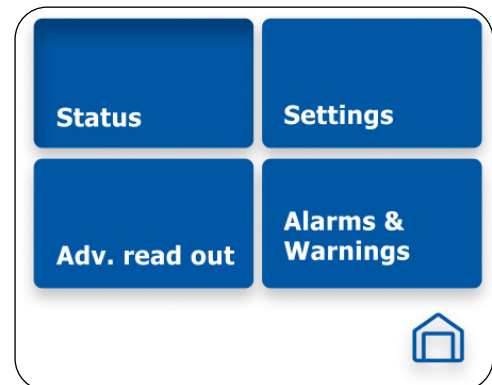 Status
Settings
Adv. read out
Alarms &
Warnings